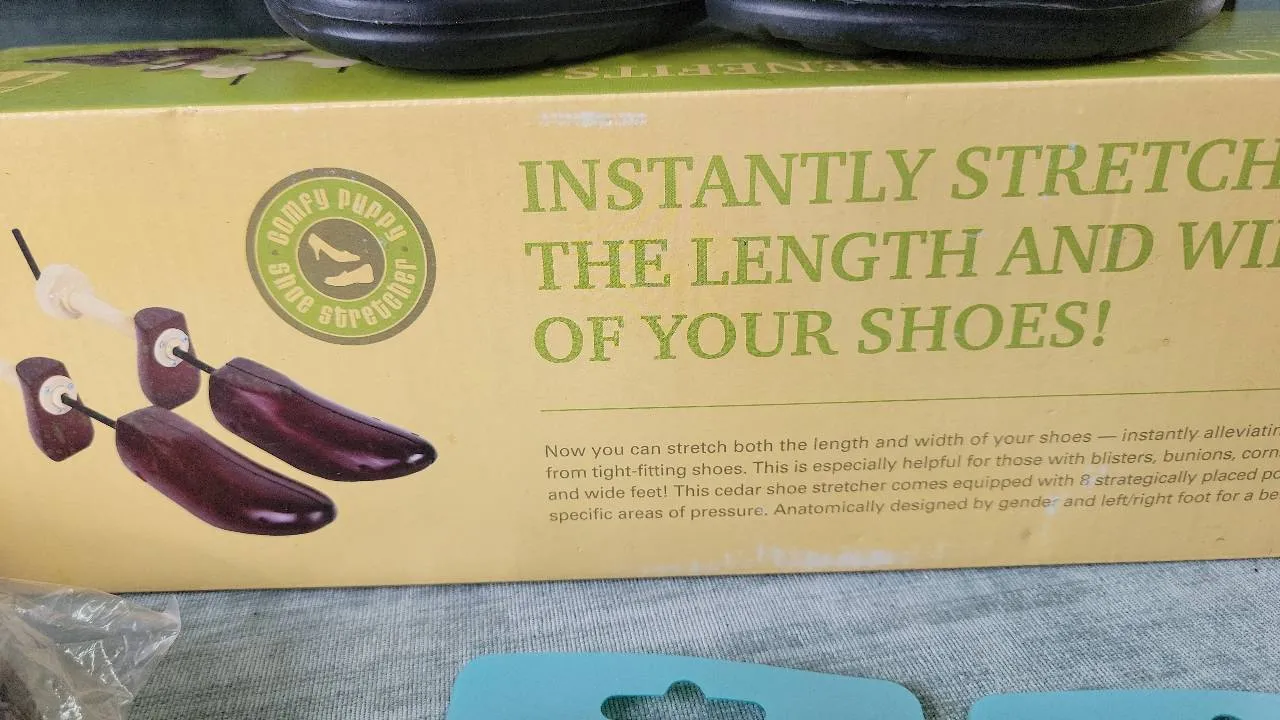 BENEFITS:
COMFY PUPPY
SHOE STRETCHER
INSTANTLY STRETCH
THE LENGTH AND
OF YOUR SHOES!
Now you can stretch both the length and width of your shoes — instantly
from tight-fitting shoes. This is especially helpful for those with blisters, bunions,
and wide feet! This cedar shoe stretcher comes equipped with 8 strategically placed
specific areas of pressure. Anatomically designed by gender and left/right foot for a